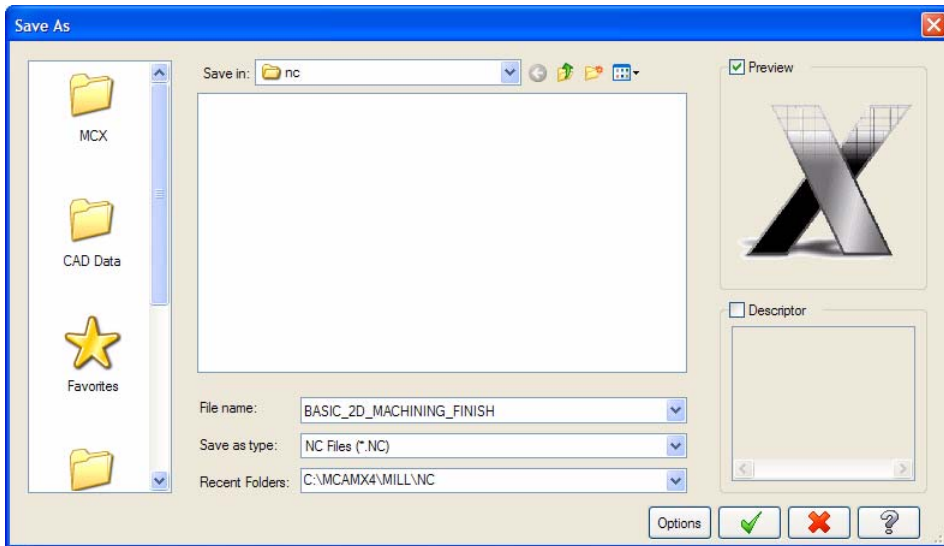 Save As
MCX
CAD Data
Favorites
Save in: nc
File name: BASIC_2D_MACHINING_FINISH
Save as type: NC Files (*.NC)
Recent Folders: C:\MCAMX4\MILL\NC
Preview
Descriptor
Options